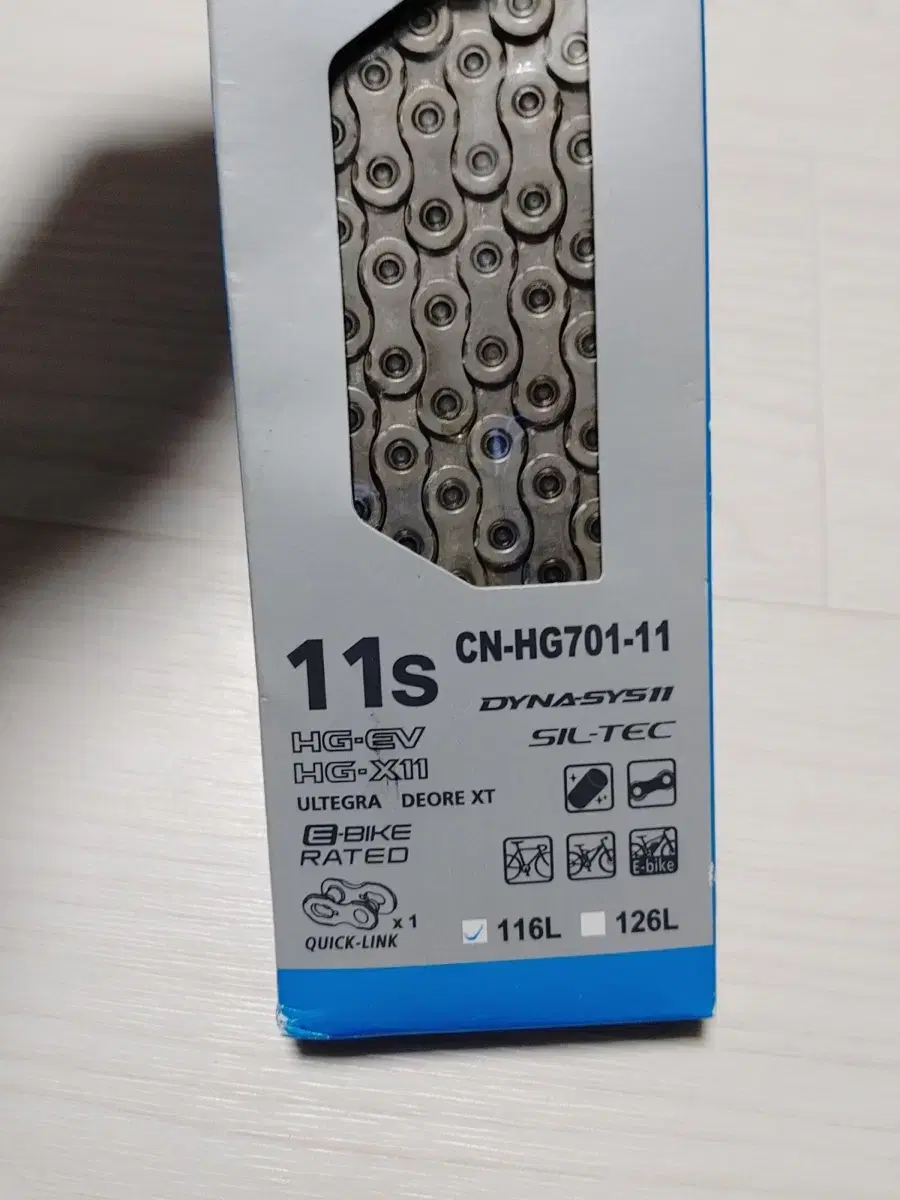 11s CN-HG701-11
DYNA-SYS11
HG-EV SIL-TEC
HG-X11
ULTEGRA DEORE XT
E-BIKE
RATED
E-bike
x 1
QUICK-LINK
116L 126L